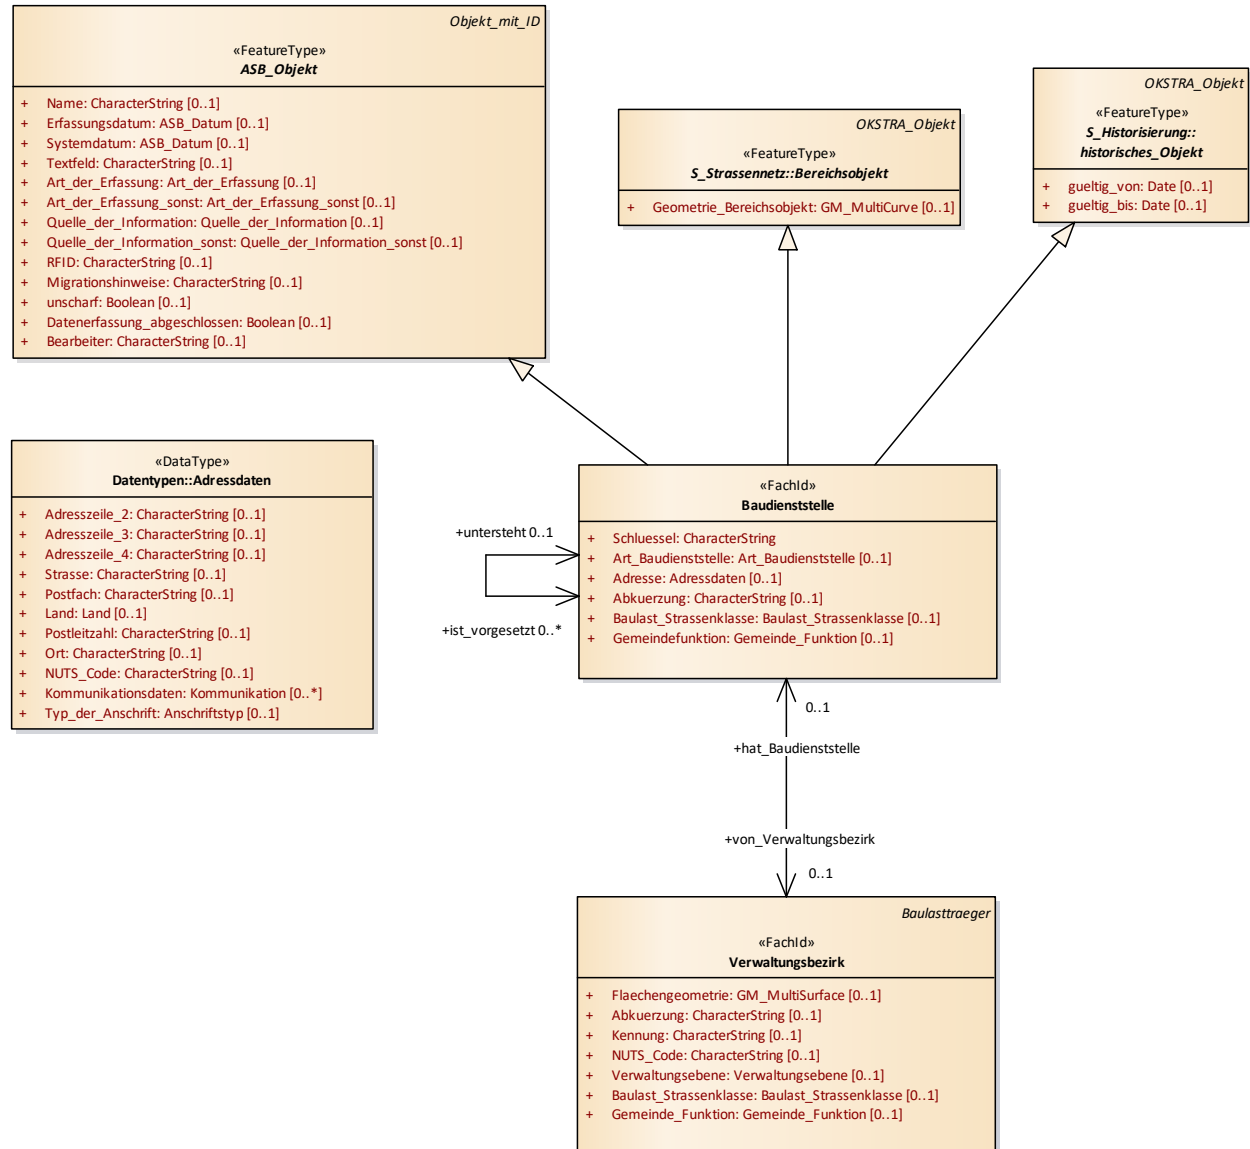 Objekt_mit_ID
«FeatureType»
ASB_Objekt
+ Name: CharacterString [0..1]
+ Erfassungsdatum: ASB_Datum [0..1]
+ Systemdatum: ASB_Datum [0..1]
+ Textfeld: CharacterString [0..1]
+ Art_der_Erfassung: Art_der_Erfassung [0..1]
+ Art_der_Erfassung_sonst: Art_der_Erfassung_sonst [0..1]
+ Quelle_der_Information: Quelle_der_Information [0..1]
+ Quelle_der_Information_sonst: Quelle_der_Information_sonst [0..1]
+ RFID: CharacterString [0..1]
+ Migrationshinweise: CharacterString [0..1]
+ unscharf: Boolean [0..1]
+ Datenerfassung_abgeschlossen: Boolean [0..1]
+ Bearbeiter: CharacterString [0..1]
OKSTRA_Objekt
«FeatureType»
S_Strassennetz::Bereichsobjekt
+ Geometrie_Bereichsobjekt: GM_MultiCurve [0..1]
OKSTRA_Objekt
«FeatureType»
S_Historisierung::
historisches_Objekt
+ gueltig_von: Date [0..1]
+ gueltig_bis: Date [0..1]
«DataType»
Datentypen::Adressdaten
+ Adresszeile_2: CharacterString [0..1]
+ Adresszeile_3: CharacterString [0..1]
+ Adresszeile_4: CharacterString [0..1]
+ Strasse: CharacterString [0..1]
+ Postfach: CharacterString [0..1]
+ Land: Land [0..1]
+ Postleitzahl: CharacterString [0..1]
+ Ort: CharacterString [0..1]
+ NUTS_Code: CharacterString [0..1]
+ Kommunikationsdaten: Kommunikation [0..*]
+ Typ_der_Anschrift: Anschriftstyp [0..1]
+untersteht 0..1
+ist_vorgesetzt 0..*
«FachId»
Baudienststelle
+ Schluessel: CharacterString
+ Art_Baudienststelle: Art_Baudienststelle [0..1]
+ Adresse: Adressdaten [0..1]
+ Abkuerzung: CharacterString [0..1]
+ Baulast_Strassenklasse: Baulast_Strassenklasse [0..1]
+ Gemeindefunktion: Gemeinde_Funktion [0..1]
0..1
+hat_Baudienststelle
+von_Verwaltungsbezirk
0..1
Baulasttraeger
«FachId»
Verwaltungsbezirk
+ Flaechengeometrie: GM_MultiSurface [0..1]
+ Abkuerzung: CharacterString [0..1]
+ Kennung: CharacterString [0..1]
+ NUTS_Code: CharacterString [0..1]
+ Verwaltungsebene: Verwaltungsebene [0..1]
+ Baulast_Strassenklasse: Baulast_Strassenklasse [0..1]
+ Gemeinde_Funktion: Gemeinde_Funktion [0..1]